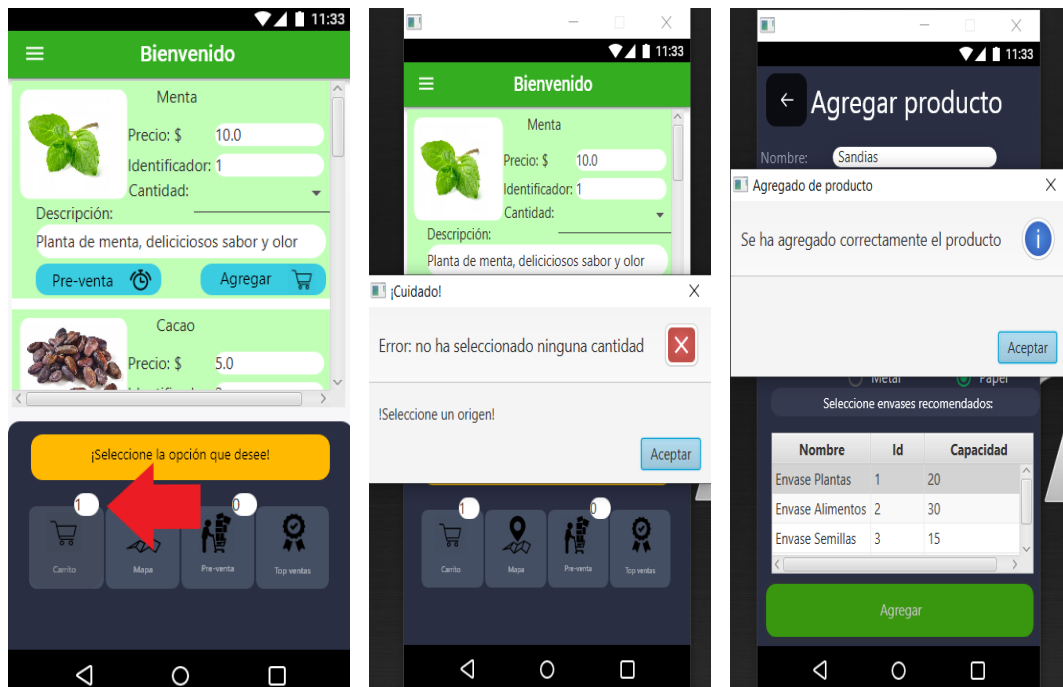 11:33
Bienvenido
Menta
Precio: $ 10.0
Identificador: 1
Cantidad:
Descripción:
Planta de menta, deliciciosos sabor y olor
Pre-venta
Agregar
Cacao
Precio: $ 5.0
¡Seleccione la opción que desee!
1
0
Carrito
Mapa
Pre-venta
Top ventas
11:33
Bienvenido
Menta
Precio: $ 10.0
Identificador: 1
Cantidad:
Descripción:
Planta de menta, deliciciosos sabor y olor
¡Cuidado!
Error: no ha seleccionado ninguna cantidad
!Seleccione un origen!
Aceptar
1
0
Carrito
Mapa
Pre-venta
Top ventas
11:33
Agregar producto
Nombre: Sandias
Agregado de producto
Se ha agregado correctamente el producto
Aceptar
Metal
Papel
Seleccione envases recomendados:
Nombre Id Capacidad
Envase Plantas 1 20
Envase Alimentos 2 30
Envase Semillas 3 15
Agregar